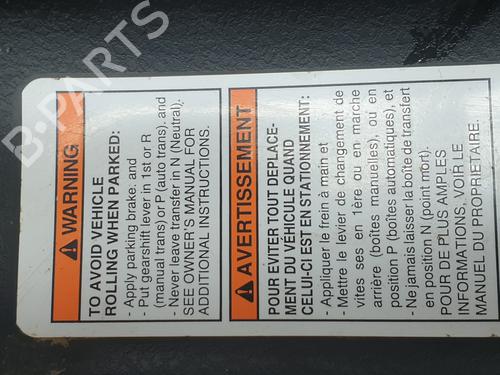 B-PARTS
WARNING
TO AVOID VEHICLE
ROLLING WHEN PARKED:
- Apply parking brake. and
- Put gearshift lever in 1st or R
(manual trans) or P (auto trans). and
- Never leave transfer in N (Neutral).
SEE OWNER'S MANUAL FOR
ADDITIONAL INSTRUCTIONS.
AVERTISSEMENT
POUR EVITER TOUT DEPLACE-
MENT DU VÉHICULE QUAND
CELUI-CI EST EN STATIONNEMENT:
- Appliquer le frein à main et
- Mettre le levier de changement de
vites ses en 1ére ou en marche
arrière (boîtes manuelles), ou en
position P (boîtes automatiques), et
- Ne jamais laisser la boîte de transfert
en position N (point mort).
POUR DE PLUS AMPLES
INFORMATIONS, VOIR LE
MANUEL DU PROPRIETAIRE.